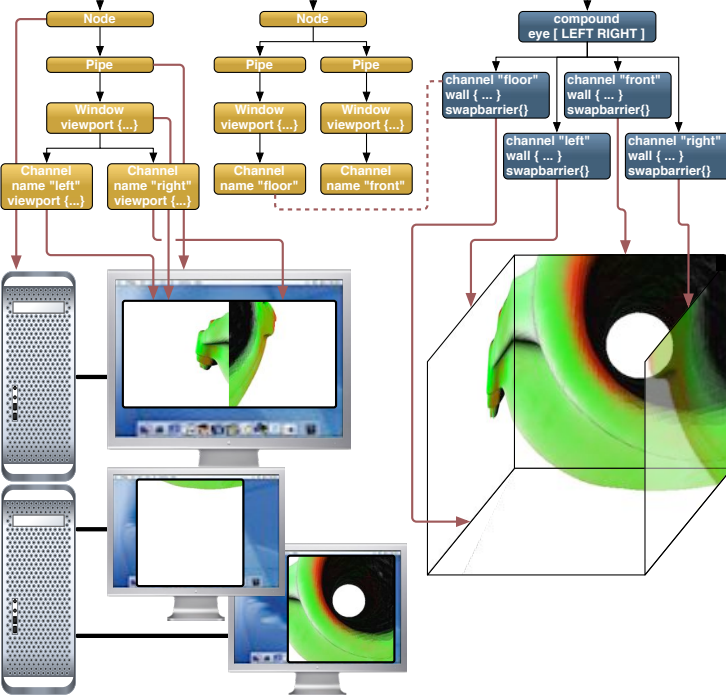 Node
Pipe
Window
viewport {...}
Channel
name "left"
viewport {...}
Channel
name "right"
viewport {...}
Node
Pipe
Pipe
Window
viewport {...}
Window
viewport {...}
Channel
name "floor"
Channel
name "front"
compound
eye [ LEFT RIGHT ]
channel "floor"
wall { ... }
swapbarrier{}
channel "front"
wall { ... }
swapbarrier{}
channel "left"
wall { ... }
swapbarrier{}
channel "right"
wall { ... }
swapbarrier{}